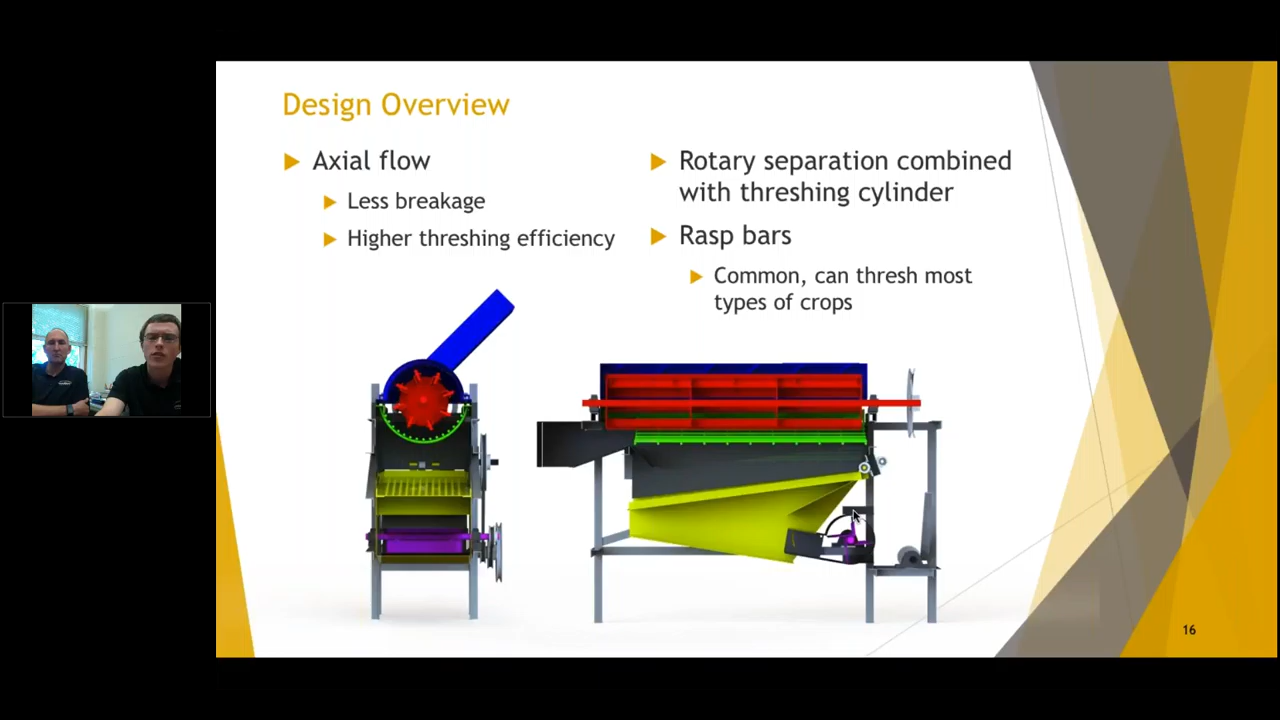 Design Overview
Axial flow
Less breakage
Higher threshing efficiency
Rotary separation combined
with threshing cylinder
Rasp bars
Common, can thresh most
types of crops
16